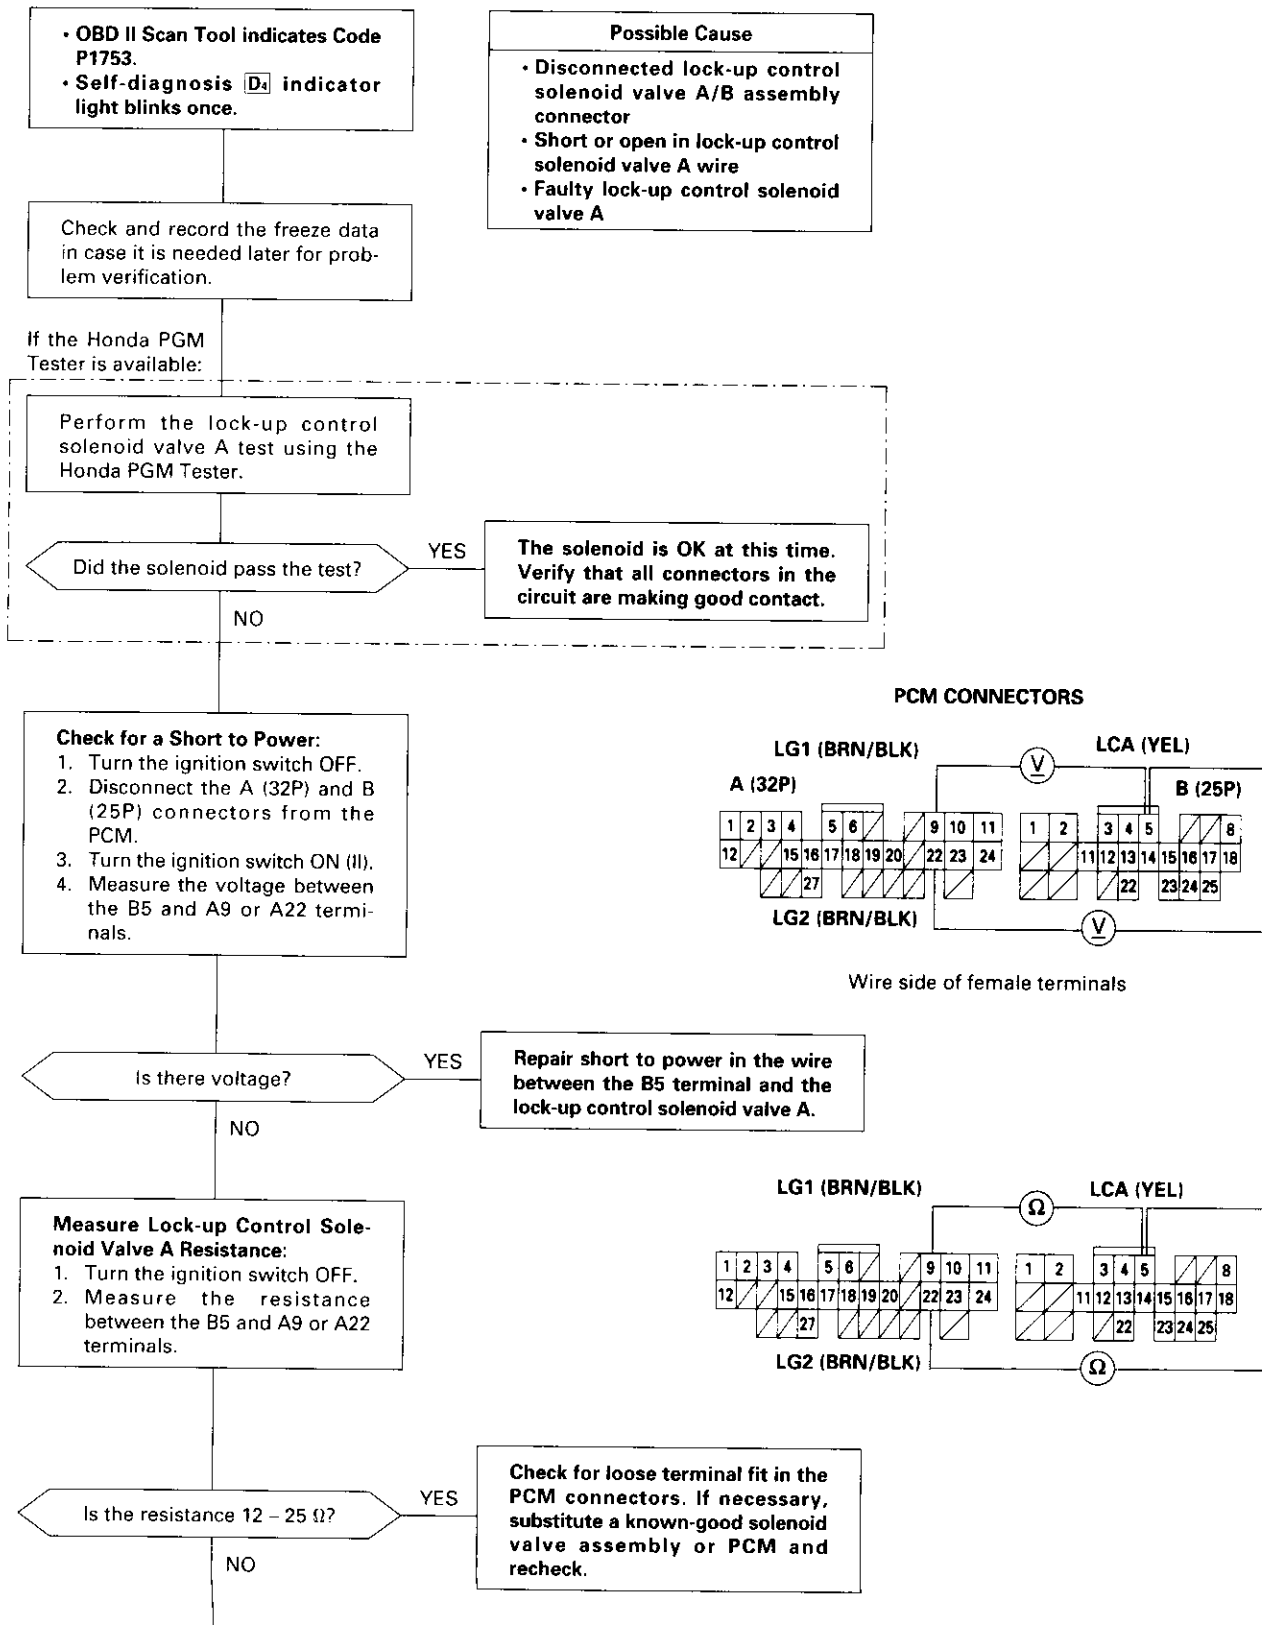 • OBD II Scan Tool indicates Code
P1753.
• Self-diagnosis D4 indicator
light blinks once.
Possible Cause
• Disconnected lock-up control
solenoid valve A/B assembly
connector
• Short or open in lock-up control
solenoid valve A wire
• Faulty lock-up control solenoid
valve A
Check and record the freeze data
in case it is needed later for prob-
lem verification.
If the Honda PGM
Tester is available:
Perform the lock-up control
solenoid valve A test using the
Honda PGM Tester.
Did the solenoid pass the test?
YES
The solenoid is OK at this time.
Verify that all connectors in the
circuit are making good contact.
NO
Check for a Short to Power:
1. Turn the ignition switch OFF.
2. Disconnect the A (32P) and B
(25P) connectors from the
PCM.
3. Turn the ignition switch ON (II).
4. Measure the voltage between
the B5 and A9 or A22 termi-
nals.
PCM CONNECTORS
LG1 (BRN/BLK) V LCA (YEL)
A (32P) B (25P)
1 2 3 4 5 6 9 10 11 1 2 3 4 5 8
12 15 16 17 18 19 20 22 23 24 11 12 13 14 15 16 17 18
27 22 23 24 25
LG2 (BRN/BLK) V
Wire side of female terminals
Is there voltage?
YES
Repair short to power in the wire
between the B5 terminal and the
lock-up control solenoid valve A.
NO
Measure Lock-up Control Sole-
noid Valve A Resistance:
1. Turn the ignition switch OFF.
2. Measure the resistance
between the B5 and A9 or A22
terminals.
LG1 (BRN/BLK) Ω LCA (YEL)
1 2 3 4 5 6 9 10 11 1 2 3 4 5 8
12 15 16 17 18 19 20 22 23 24 11 12 13 14 15 16 17 18
27 22 23 24 25
LG2 (BRN/BLK) Ω
Is the resistance 12 – 25 Ω?
YES
Check for loose terminal fit in the
PCM connectors. If necessary,
substitute a known-good solenoid
valve assembly or PCM and
recheck.
NO